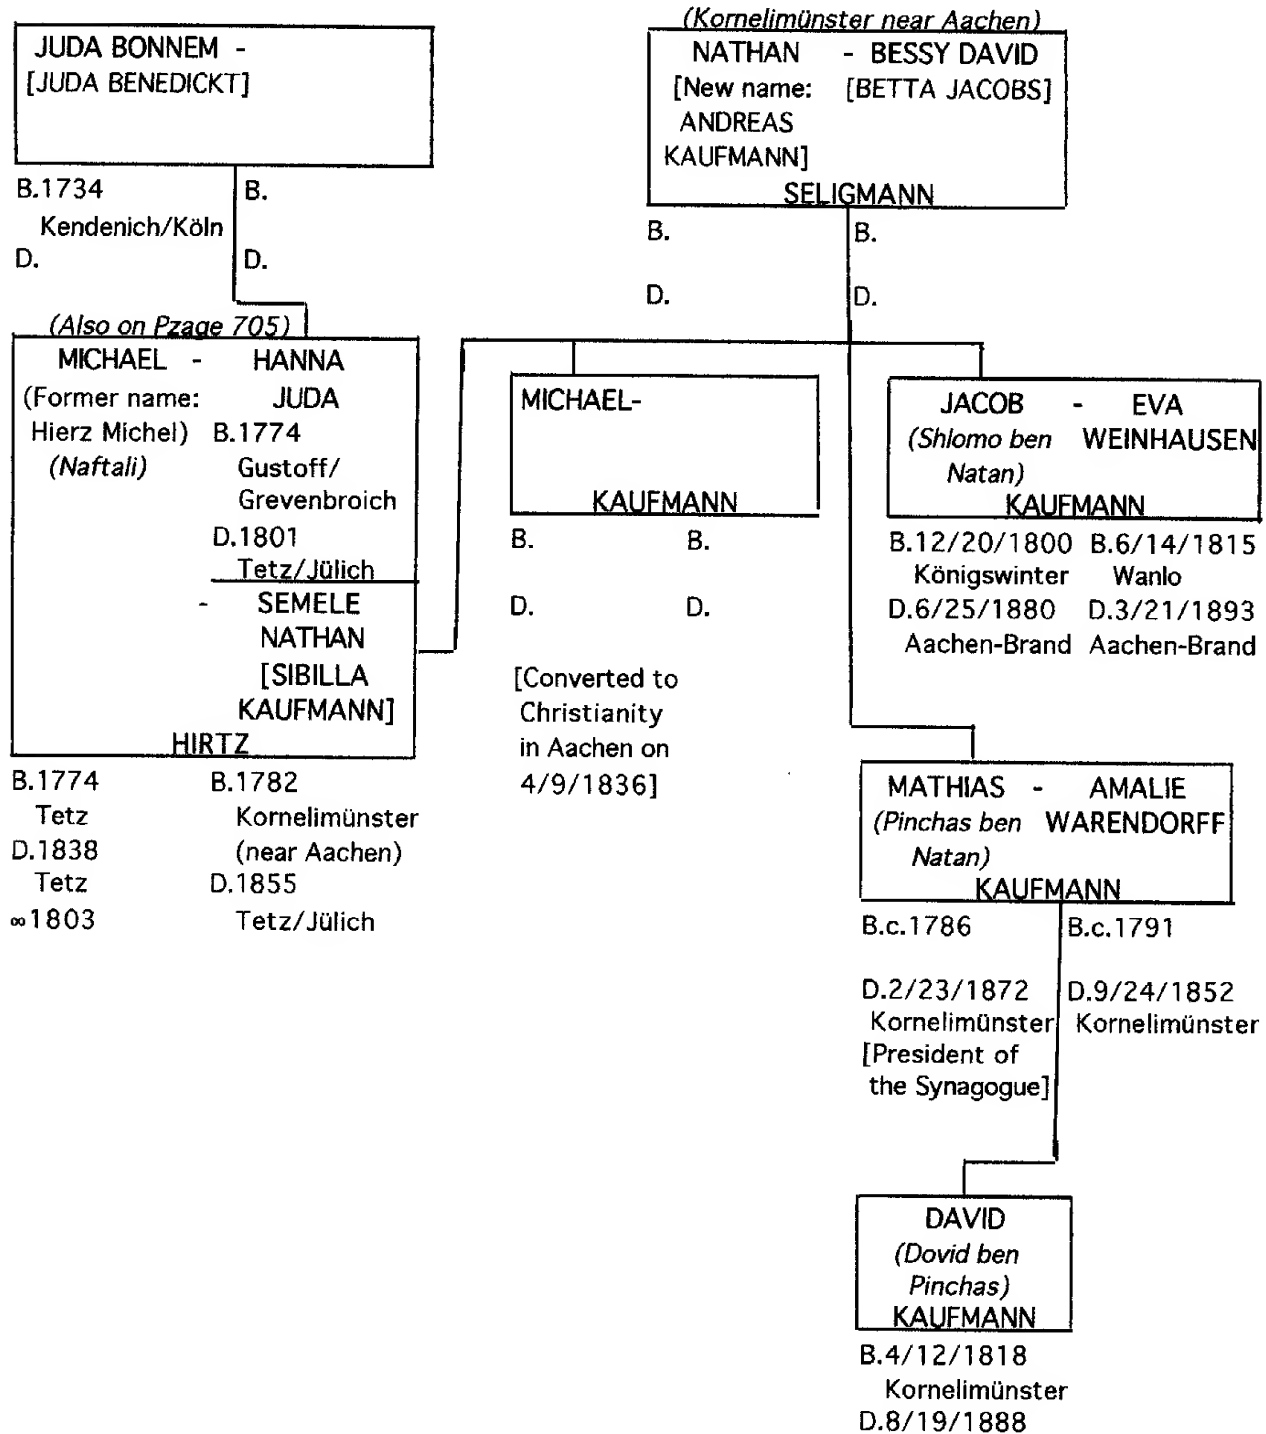 JUDA BONNEM -
[JUDA BENEDICKT]
B.1734 B.
Kendenich/Köln
D. D.
(Kornelimünster near Aachen)
NATHAN - BESSY DAVID
[New name: [BETTA JACOBS]
ANDREAS
KAUFMANN]
SELIGMANN
B. B.
D. D.
(Also on Pzage 705)
MICHAEL - HANNA
(Former name: JUDA
Hierz Michel) B.1774
(Naftali) Gustoff/
Grevenbroich
D.1801
Tetz/Jülich
- SEMELE
NATHAN
[SIBILLA
KAUFMANN]
HIRTZ
B.1774 B.1782
Tetz Kornelimünster
D.1838 (near Aachen)
Tetz D.1855
∞1803 Tetz/Jülich
MICHAEL-
KAUFMANN
B. B.
D. D.
[Converted to
Christianity
in Aachen on
4/9/1836]
JACOB - EVA
(Shlomo ben WEINHAUSEN
Natan)
KAUFMANN
B.12/20/1800 B.6/14/1815
Königswinter Wanlo
D.6/25/1880 D.3/21/1893
Aachen-Brand Aachen-Brand
MATHIAS - AMALIE
(Pinchas ben WARENDORFF
Natan)
KAUFMANN
B.c.1786 B.c.1791
D.2/23/1872 D.9/24/1852
Kornelimünster Kornelimünster
[President of
the Synagogue]
DAVID
(Dovid ben
Pinchas)
KAUFMANN
B.4/12/1818
Kornelimünster
D.8/19/1888